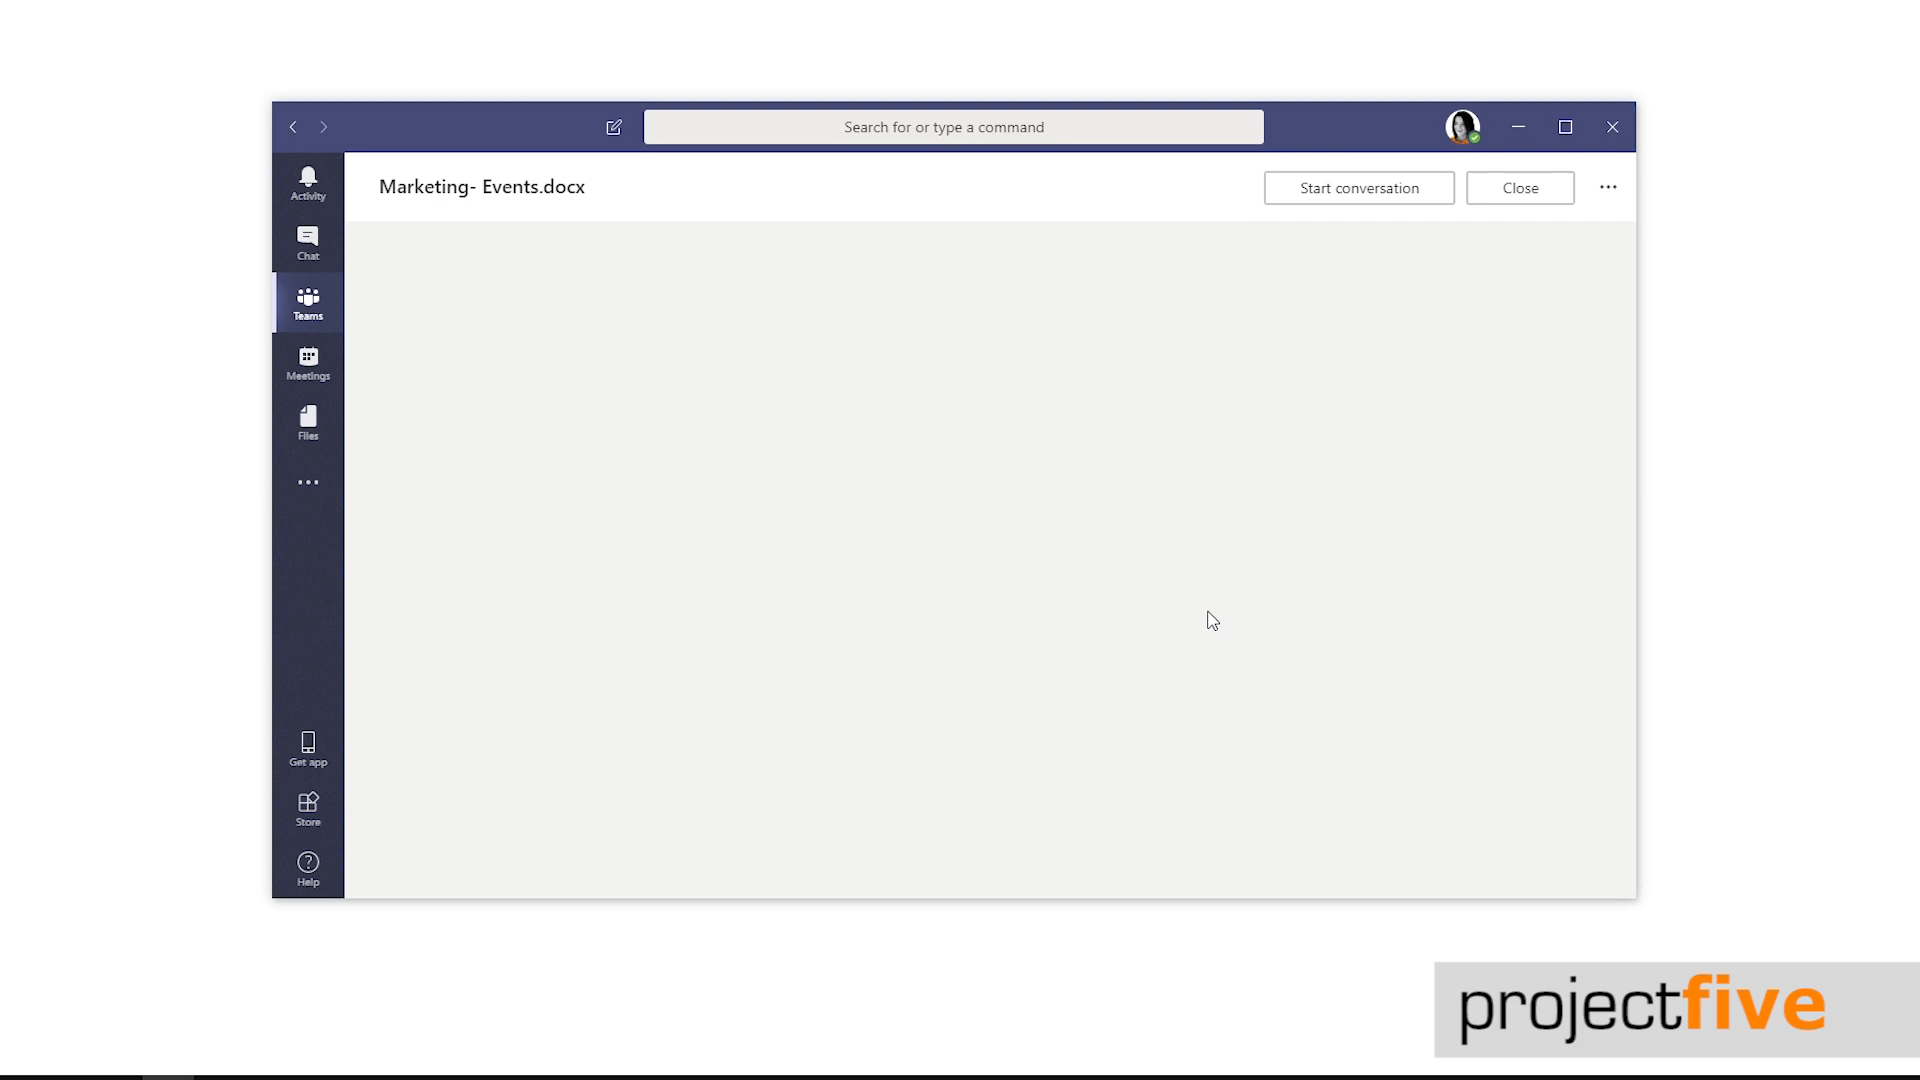 Search for or type a command
Activity
Marketing- Events.docx
Start conversation
Close
Chat
Teams
Meetings
Files
Get app
Store
Help
projectfive